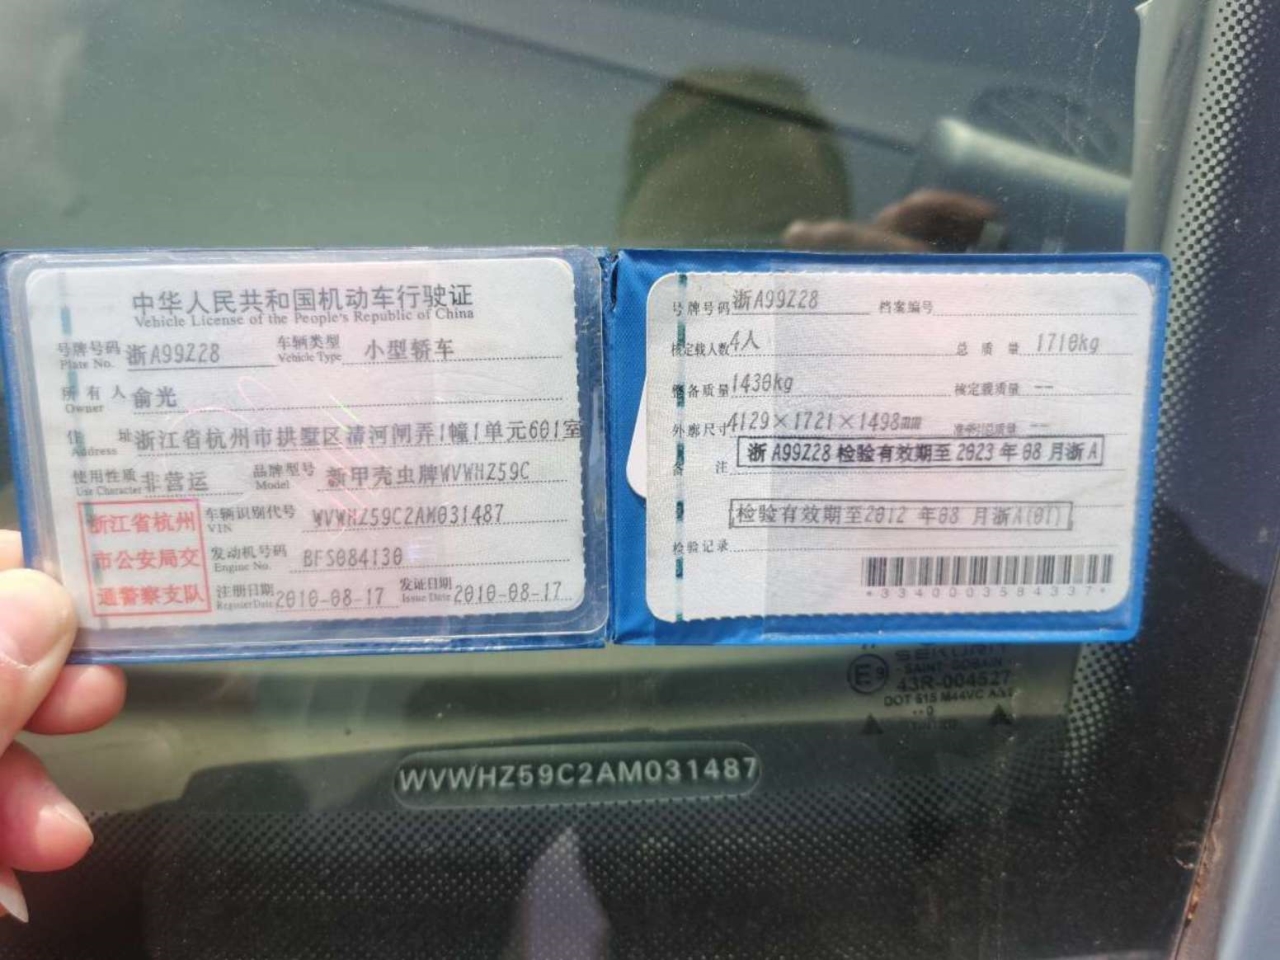 中华人民共和国机动车行驶证
Vehicle License of the People's Republic of China
号牌号码 浙A99Z28 车辆类型 小型轿车
Plate No. Vehicle Type
所有人 俞光
Owner
住址 浙江省杭州市拱墅区清河闸弄1幢1单元601室
Address
使用性质 非营运 品牌型号 新甲壳虫牌WVWHZ59C
Use Character Model
浙江省杭州
市公安局交
通警察支队
车辆识别代号 WVWHZ59C2AM031487
VIN
发动机号码 BFS084130
Engine No.
注册日期 2010-08-17 发证日期 2010-08-17
Register Date Issue Date
号牌号码 浙A99Z28 档案编号
核定载人数 4人 总质量 1710kg
整备质量 1430kg 核定载质量 --
外廓尺寸 4129×1721×1498mm 准牵引总质量 --
备注 浙A99Z28 检验有效期至 2023 年 08 月浙A
检验有效期至2012 年08 月浙A(01)
检验记录
*3340003584337*
SAINT-GOBAIN
43R-004527
DOT 615 M44VC AS2
WVWHZ59C2AM031487